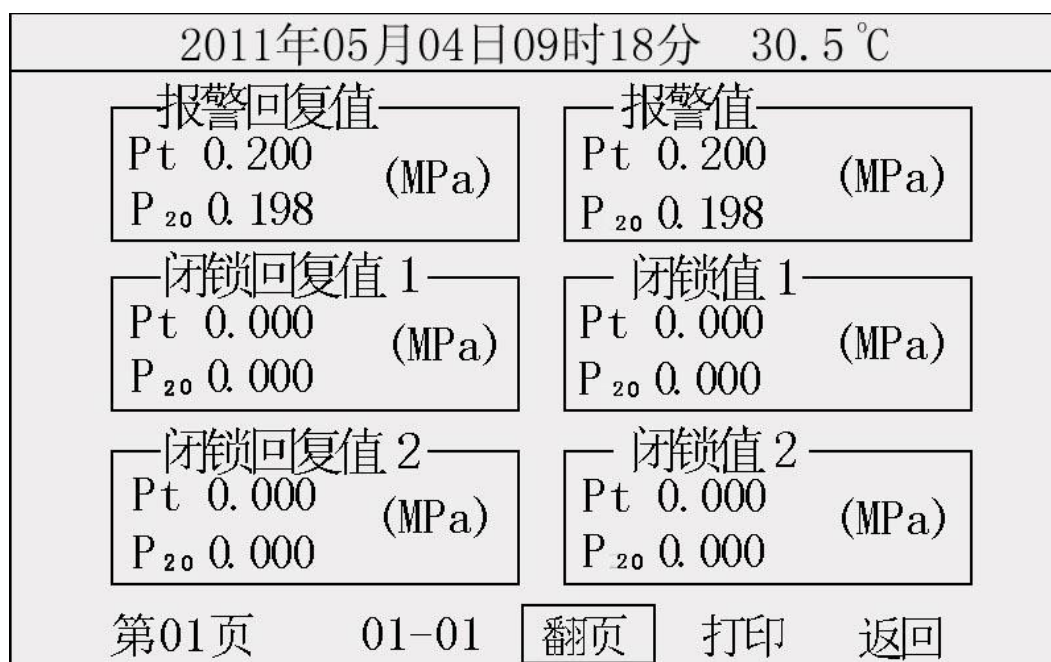 2011年05月04日09时18分 30.5℃
报警回复值
Pt 0.200
(MPa)
P20 0.198
报警值
Pt 0.200
(MPa)
P20 0.198
闭锁回复值1
Pt 0.000
(MPa)
P20 0.000
闭锁值1
Pt 0.000
(MPa)
P20 0.000
闭锁回复值2
Pt 0.000
(MPa)
P20 0.000
闭锁值2
Pt 0.000
(MPa)
P20 0.000
第01页 01-01 翻页 打印 返回